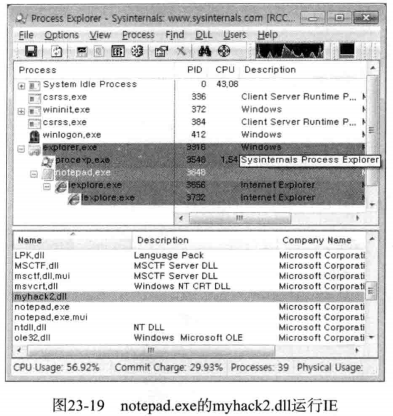 Process Explorer - Sysinternals: www.sysinternals.com [RCC...
File Options View Process Find DLL Users Help
Process PID CPU Description
System Idle Process 0 43,08
csrss,exe 336 Client Server Runtime P...
wininit,exe 372 Windows
csrss,exe 384 Client Server Runtime P...
winlogon,exe 412 Windows
explorer,exe 3316 Windows
procexp,exe 3548 1,54 Sysinternals Process Explorer
notepad,exe 3648
iexplore,exe 3656 Internet Explorer
iexplore,exe 3732 Internet Explorer
Name Description Company Name
LPK,dll Language Pack Microsoft Corporati
MSCTF,dll MSCTF Server DLL Microsoft Corporati
msctf,dll,mui MSCTF Server DLL Microsoft Corporati
msvcrt,dll Windows NT CRT DLL Microsoft Corporati
myhack2,dll
notepad,exe Microsoft Corporati
notepad,exe,mui Microsoft Corporati
ntdll,dll NT DLL Microsoft Corporati
ole32,dll Windows Microsoft OLE Microsoft Corporati
CPU Usage: 56.92% Commit Charge: 29.93% Processes: 39 Physical Usage:
图23-19 notepad.exe的myhack2.dll运行IE